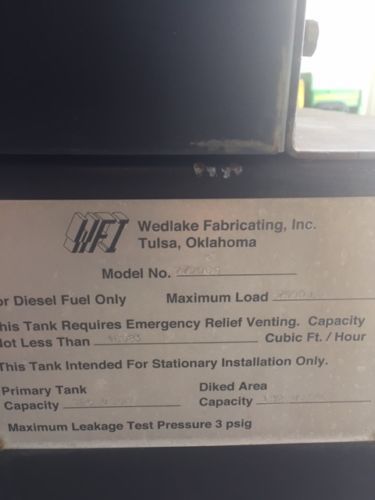 WFI
Wedlake Fabricating, Inc.
Tulsa, Oklahoma
Model No.
or Diesel Fuel Only Maximum Load
his Tank Requires Emergency Relief Venting. Capacity
ot Less Than Cubic Ft. / Hour
This Tank Intended For Stationary Installation Only.
Primary Tank Diked Area
Capacity Capacity
Maximum Leakage Test Pressure 3 psig